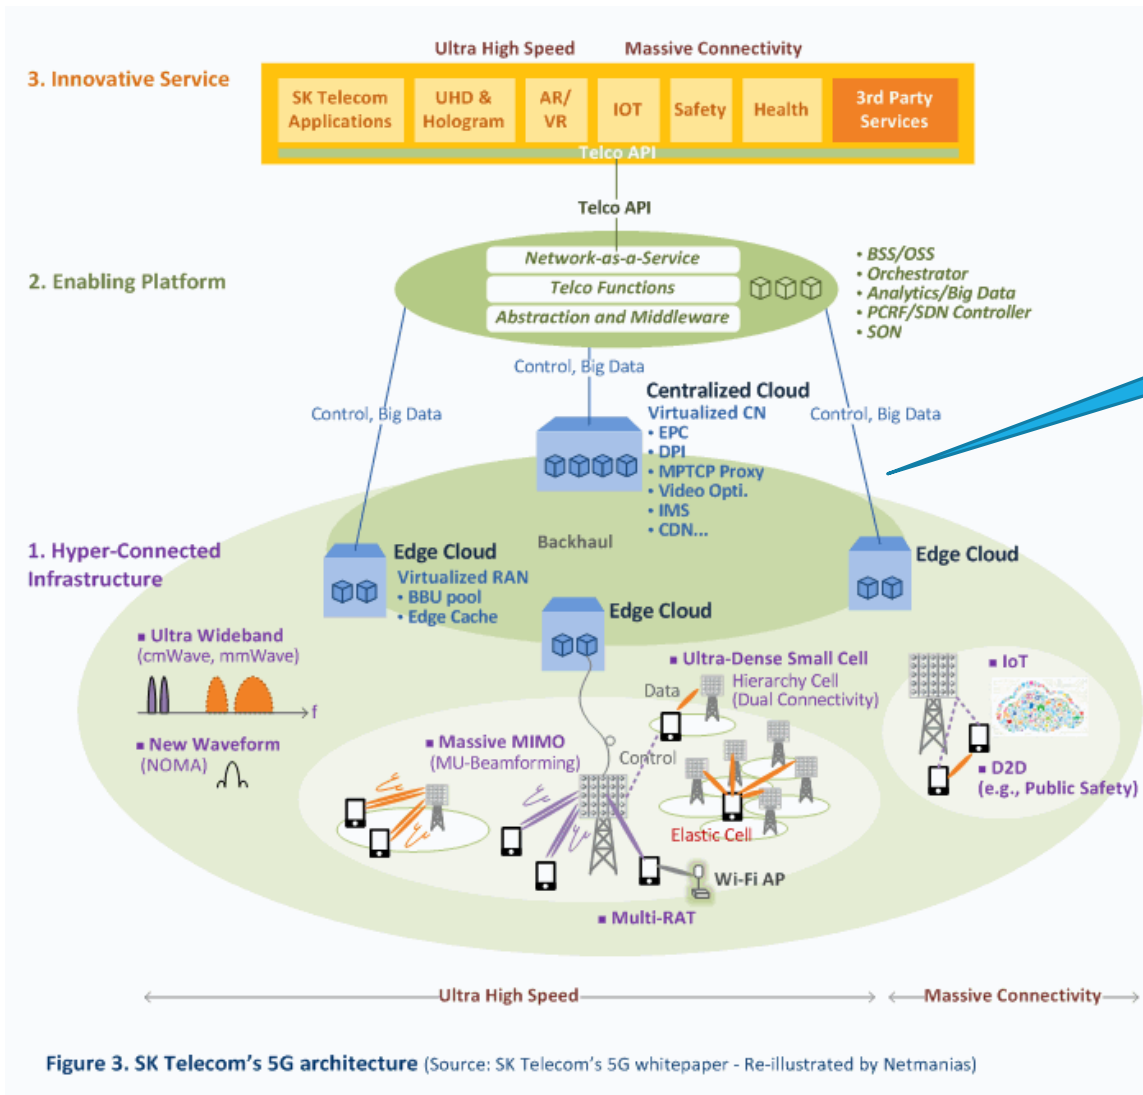 Ultra High Speed
Massive Connectivity
3. Innovative Service
SK Telecom
Applications
UHD &
Hologram
AR/
VR
IOT
Safety
Health
3rd Party
Services
Telco API
Telco API
2. Enabling Platform
Network-as-a-Service
Telco Functions
Abstraction and Middleware
• BSS/OSS
• Orchestrator
• Analytics/Big Data
• PCRF/SDN Controller
• SON
Control, Big Data
Control, Big Data
Control, Big Data
Centralized Cloud
Virtualized CN
• EPC
• DPI
• MPTCP Proxy
• Video Opti.
• IMS
• CDN...
Backhaul
1. Hyper-Connected
Infrastructure
Edge Cloud
Virtualized RAN
• BBU pool
• Edge Cache
Edge Cloud
Edge Cloud
▪ Ultra Wideband
(cmWave, mmWave)
f
▪ New Waveform
(NOMA)
▪ Massive MIMO
(MU-Beamforming)
▪ Ultra-Dense Small Cell
Hierarchy Cell
(Dual Connectivity)
Data
Control
Elastic Cell
Wi-Fi AP
▪ Multi-RAT
▪ IoT
▪ D2D
(e.g., Public Safety)
Ultra High Speed
Massive Connectivity
Figure 3. SK Telecom's 5G architecture (Source: SK Telecom's 5G whitepaper - Re-illustrated by Netmanias)